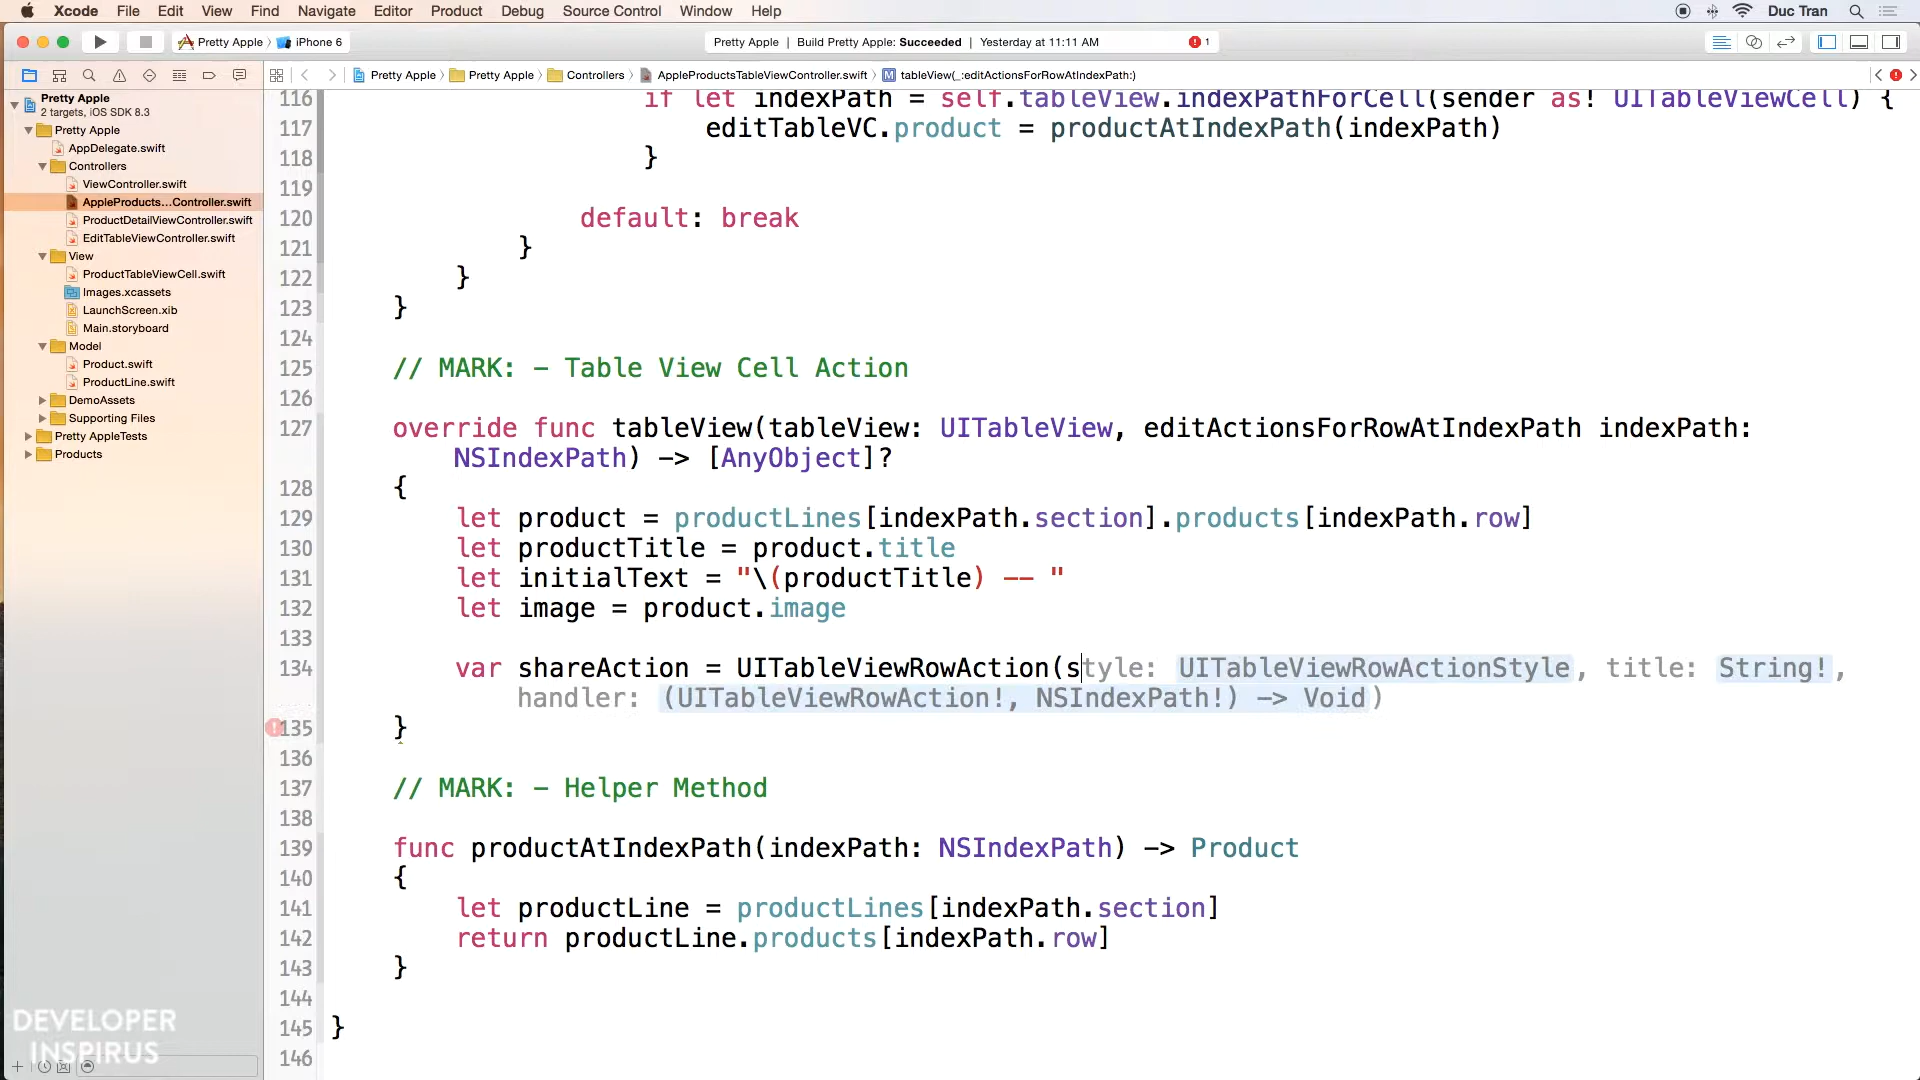 Xcode File Edit View Find Navigate Editor Product Debug Source Control Window Help Duc Tran
Pretty Apple iPhone 6 Pretty Apple | Build Pretty Apple: Succeeded | Yesterday at 11:11 AM 1
Pretty Apple Pretty Apple Controllers AppleProductsTableViewController.swift M tableView(_:editActionsForRowAtIndexPath:)
Pretty Apple
2 targets, iOS SDK 8.3
Pretty Apple
AppDelegate.swift
Controllers
ViewController.swift
AppleProducts...Controller.swift
ProductDetailViewController.swift
EditTableViewController.swift
View
ProductTableViewCell.swift
Images.xcassets
LaunchScreen.xib
Main.storyboard
Model
Product.swift
ProductLine.swift
DemoAssets
Supporting Files
Pretty AppleTests
Products
116 if let indexPath = self.tableView.indexPathForCell(sender as! UITableViewCell) {
117 editTableVC.product = productAtIndexPath(indexPath)
118 }
119
120 default: break
121 }
122 }
123 }
124
125 // MARK: - Table View Cell Action
126
127 override func tableView(tableView: UITableView, editActionsForRowAtIndexPath indexPath:
NSIndexPath) -> [AnyObject]?
128 {
129 let product = productLines[indexPath.section].products[indexPath.row]
130 let productTitle = product.title
131 let initialText = "\(productTitle) -- "
132 let image = product.image
133
134 var shareAction = UITableViewRowAction(style: UITableViewRowActionStyle, title: String!,
handler: (UITableViewRowAction!, NSIndexPath!) -> Void)
135 }
136
137 // MARK: - Helper Method
138
139 func productAtIndexPath(indexPath: NSIndexPath) -> Product
140 {
141 let productLine = productLines[indexPath.section]
142 return productLine.products[indexPath.row]
143 }
144
145 }
146
DEVELOPER
INSPIRUS